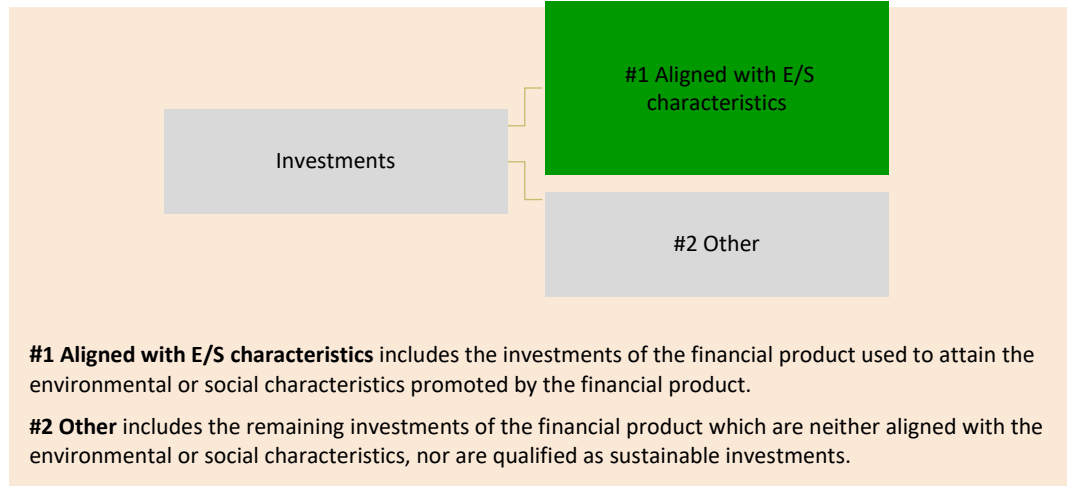 #1 Aligned with E/S
characteristics
Investments
#2 Other
#1 Aligned with E/S characteristics includes the investments of the financial product used to attain the
environmental or social characteristics promoted by the financial product.
#2 Other includes the remaining investments of the financial product which are neither aligned with the
environmental or social characteristics, nor are qualified as sustainable investments.